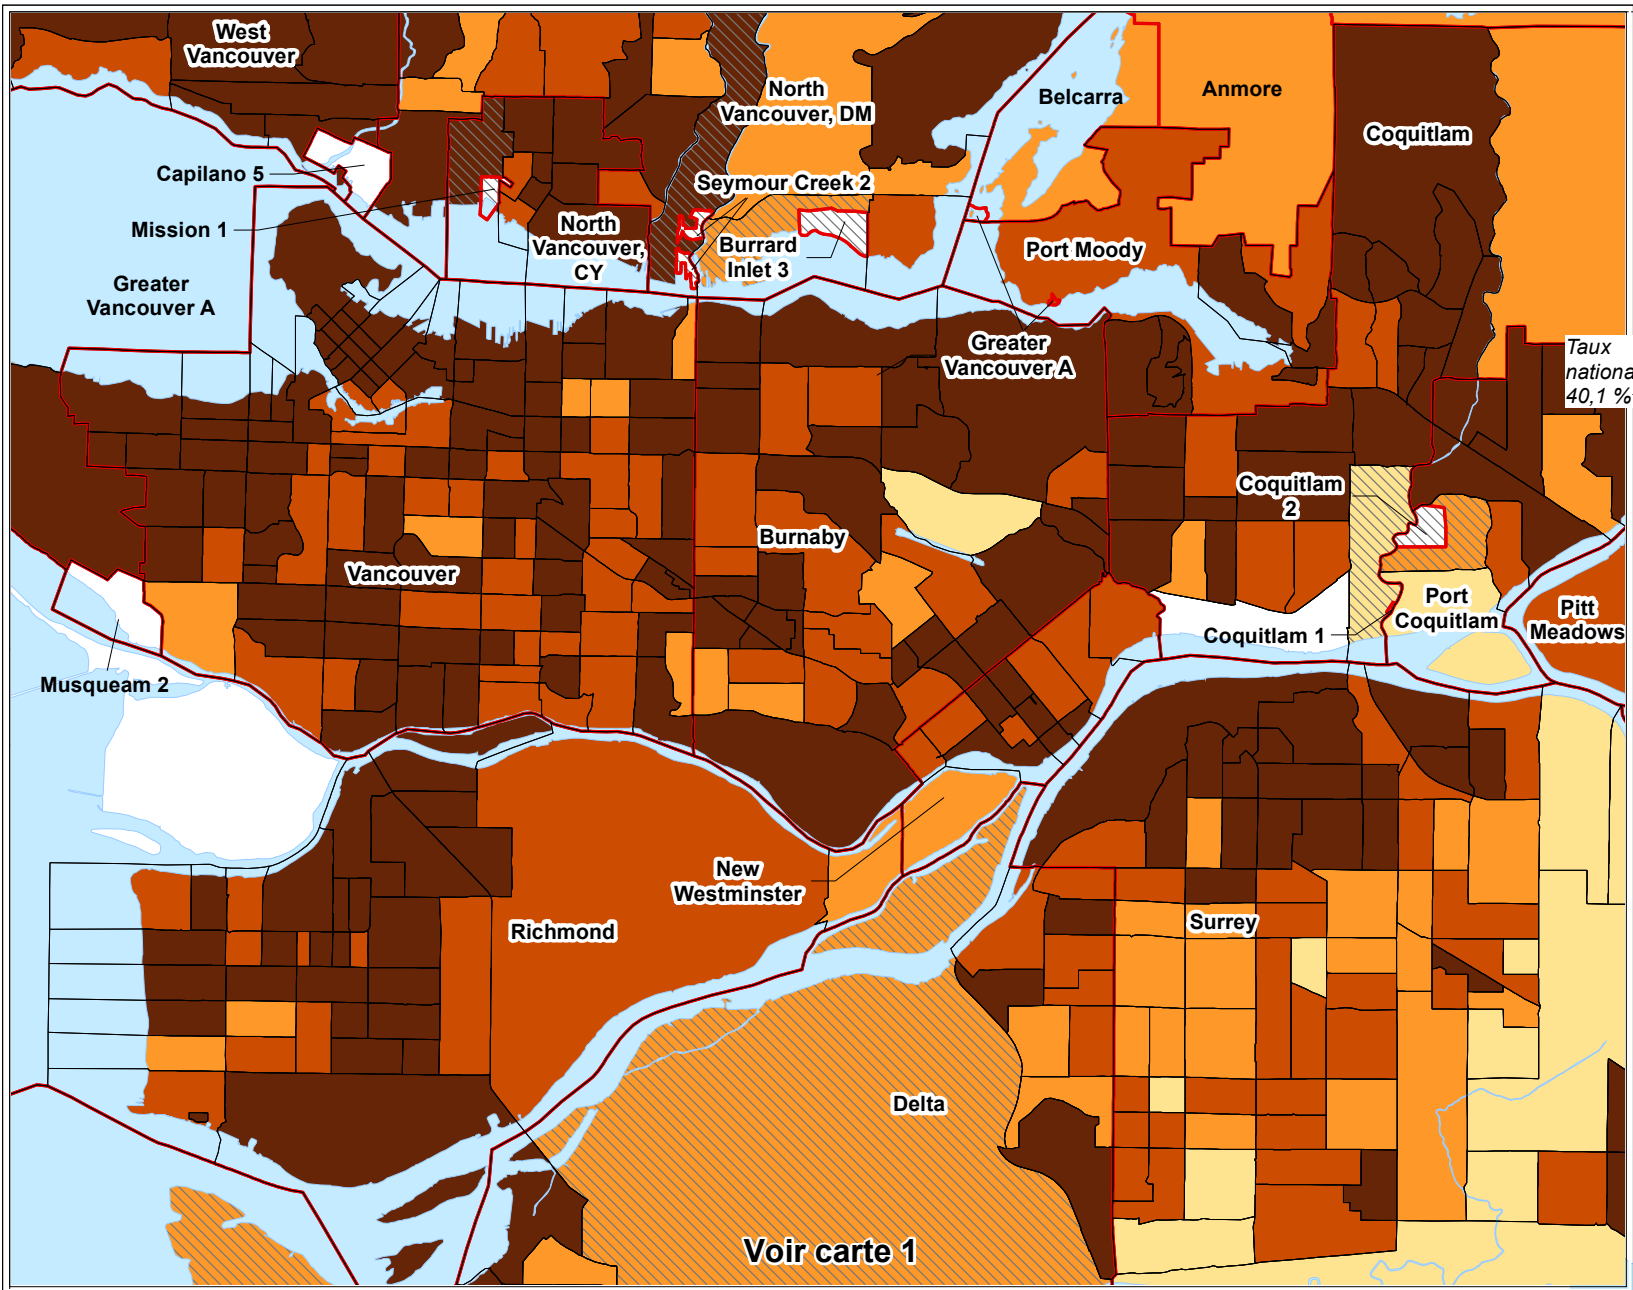 West
Vancouver
North
Vancouver, DM
Belcarra
Anmore
Coquitlam
Capilano 5
Seymour Creek 2
Mission 1
North
Vancouver,
CY
Burrard
Inlet 3
Port Moody
Greater
Vancouver A
Greater
Vancouver A
Taux
nationa
40,1 %
Coquitlam
2
Burnaby
Vancouver
Port
Coquitlam
Pitt
Meadows
Coquitlam 1
Musqueam 2
New
Westminster
Richmond
Surrey
Delta
Voir carte 1